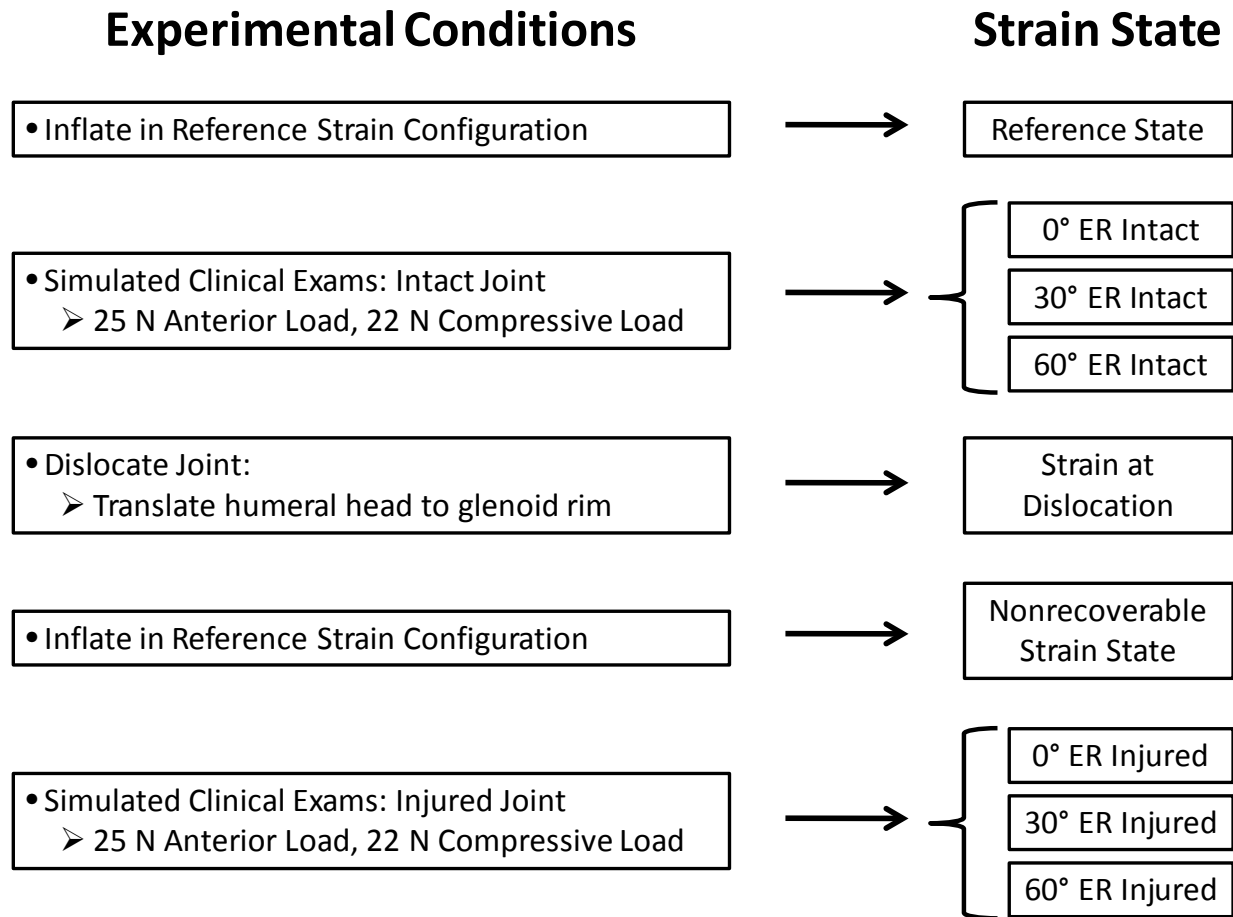 Experimental Conditions
Strain State
• Inflate in Reference Strain Configuration
Reference State
• Simulated Clinical Exams: Intact Joint
➢ 25 N Anterior Load, 22 N Compressive Load
0° ER Intact
30° ER Intact
60° ER Intact
• Dislocate Joint:
➢ Translate humeral head to glenoid rim
Strain at
Dislocation
• Inflate in Reference Strain Configuration
Nonrecoverable
Strain State
• Simulated Clinical Exams: Injured Joint
➢ 25 N Anterior Load, 22 N Compressive Load
0° ER Injured
30° ER Injured
60° ER Injured